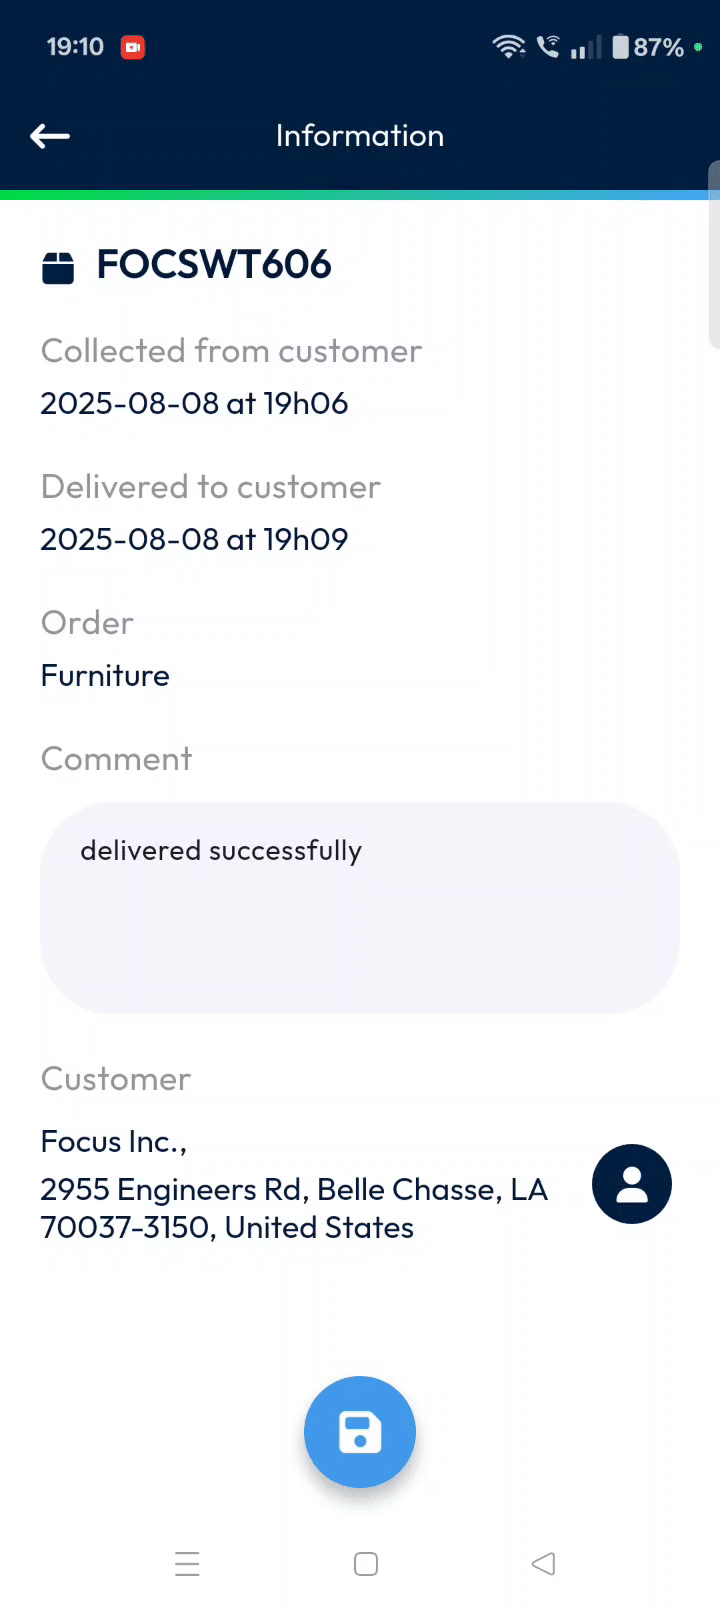 19:10
87%
Information
FOCSWT606
Collected from customer
2025-08-08 at 19h06
Delivered to customer
2025-08-08 at 19h09
Order
Furniture
Comment
delivered successfully
Customer
Focus Inc.,
2955 Engineers Rd, Belle Chasse, LA
70037-3150, United States